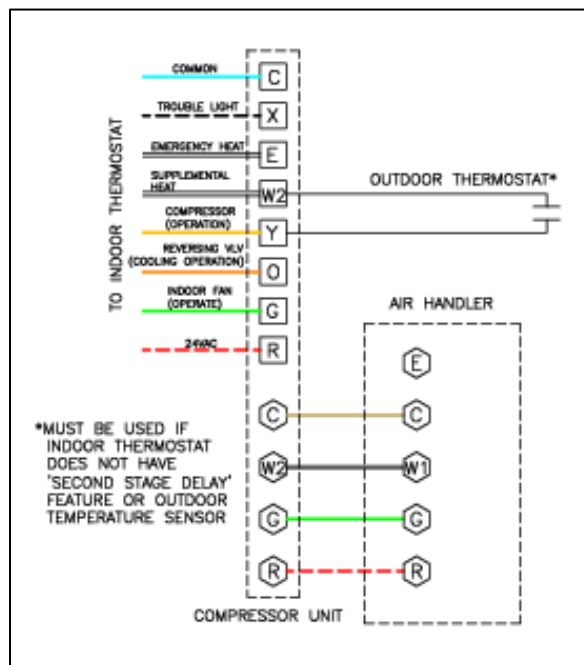 COMMON
C
TROUBLE LIGHT
X
EMERGENCY HEAT
E
SUPPLEMENTAL
HEAT
W2
OUTDOOR THERMOSTAT*
COMPRESSOR
(OPERATION)
Y
REVERSING VLV
(COOLING OPERATION)
O
INDOOR FAN
(OPERATE)
G
24VAC
R
TO INDOOR THERMOSTAT
AIR HANDLER
E
C
C
W2
W1
G
G
R
R
*MUST BE USED IF
INDOOR THERMOSTAT
DOES NOT HAVE
'SECOND STAGE DELAY'
FEATURE OR OUTDOOR
TEMPERATURE SENSOR
COMPRESSOR UNIT